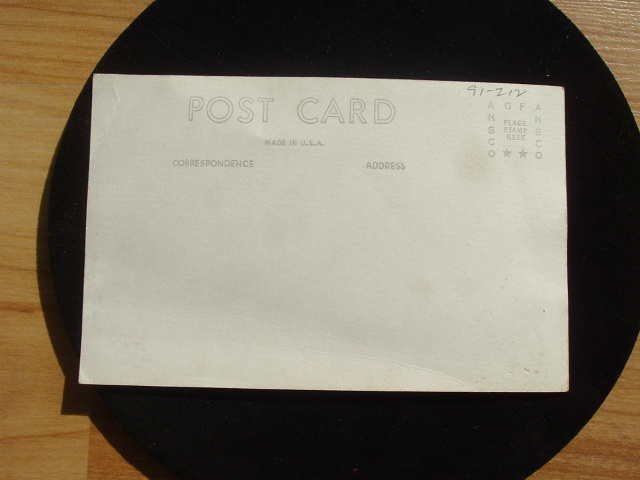 91-212
POST CARD
MADE IN U.S.A.
CORRESPONDENCE
ADDRESS
AGFA
ANSCO
ANSCO
PLACE
STAMP
HERE